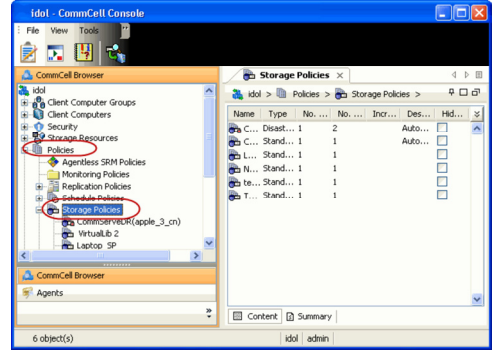 idol - CommCell Console
File View Tools
CommCell Browser
idol
Client Computer Groups
Client Computers
Security
Storage Resources
Policies
Agentless SRM Policies
Monitoring Policies
Replication Policies
Schedule Policies
Storage Policies
CommServeDR(apple_3_cn)
VirtualLib 2
Laptop_SP
CommCell Browser
Agents
Storage Policies
idol > Policies > Storage Policies >
Name Type No. ... No. ... Incr... Des... Hid...
C... Disast... 1 2 Auto...
C... Stand... 1 1 Auto...
L... Stand... 1 1
N... Stand... 1 1
te... Stand... 1 1
T... Stand... 1 1
Content Summary
6 object(s) idol admin